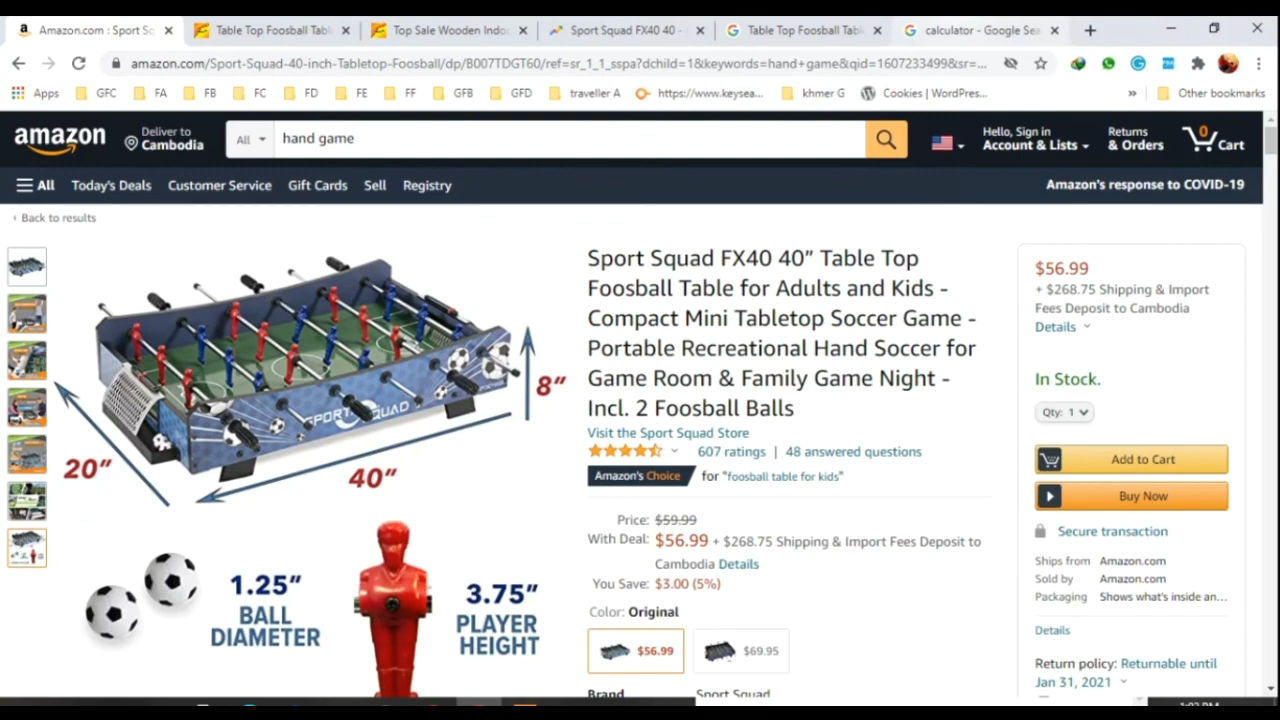 Amazon.com : Sport Sq
Table Top Foosball Tabl
Top Sale Wooden Indoo
Sport Squad FX40 40 -
Table Top Foosball Tabl
calculator - Google Sea
amazon.com/Sport-Squad-40-inch-Tabletop-Foosball/dp/B007TDGT60/ref=sr_1_1_sspa?dchild=1&keywords=hand+game&qid=1607233499&sr=...
Apps GFC FA FB FC FD FE FF GFB GFD traveller A https://www.keysea... khmer G Cookies | WordPres... » Other bookmarks
amazon
Deliver to
Cambodia
All
hand game
Hello, Sign in
Account & Lists
Returns
& Orders
0
Cart
All Today's Deals Customer Service Gift Cards Sell Registry
Amazon's response to COVID-19
‹ Back to results
20"
40"
8"
SPORT SQUAD
1.25"
BALL
DIAMETER
3.75"
PLAYER
HEIGHT
Sport Squad FX40 40” Table Top
Foosball Table for Adults and Kids -
Compact Mini Tabletop Soccer Game -
Portable Recreational Hand Soccer for
Game Room & Family Game Night -
Incl. 2 Foosball Balls
Visit the Sport Squad Store
607 ratings | 48 answered questions
Amazon's Choice for "foosball table for kids"
Price: $59.99
With Deal: $56.99 + $268.75 Shipping & Import Fees Deposit to
Cambodia Details
You Save: $3.00 (5%)
Color: Original
$56.99
$69.95
Brand Sport Squad
$56.99
+ $268.75 Shipping & Import
Fees Deposit to Cambodia
Details
In Stock.
Qty: 1
Add to Cart
Buy Now
Secure transaction
Ships from Amazon.com
Sold by Amazon.com
Packaging Shows what's inside an...
Details
Return policy: Returnable until
Jan 31, 2021